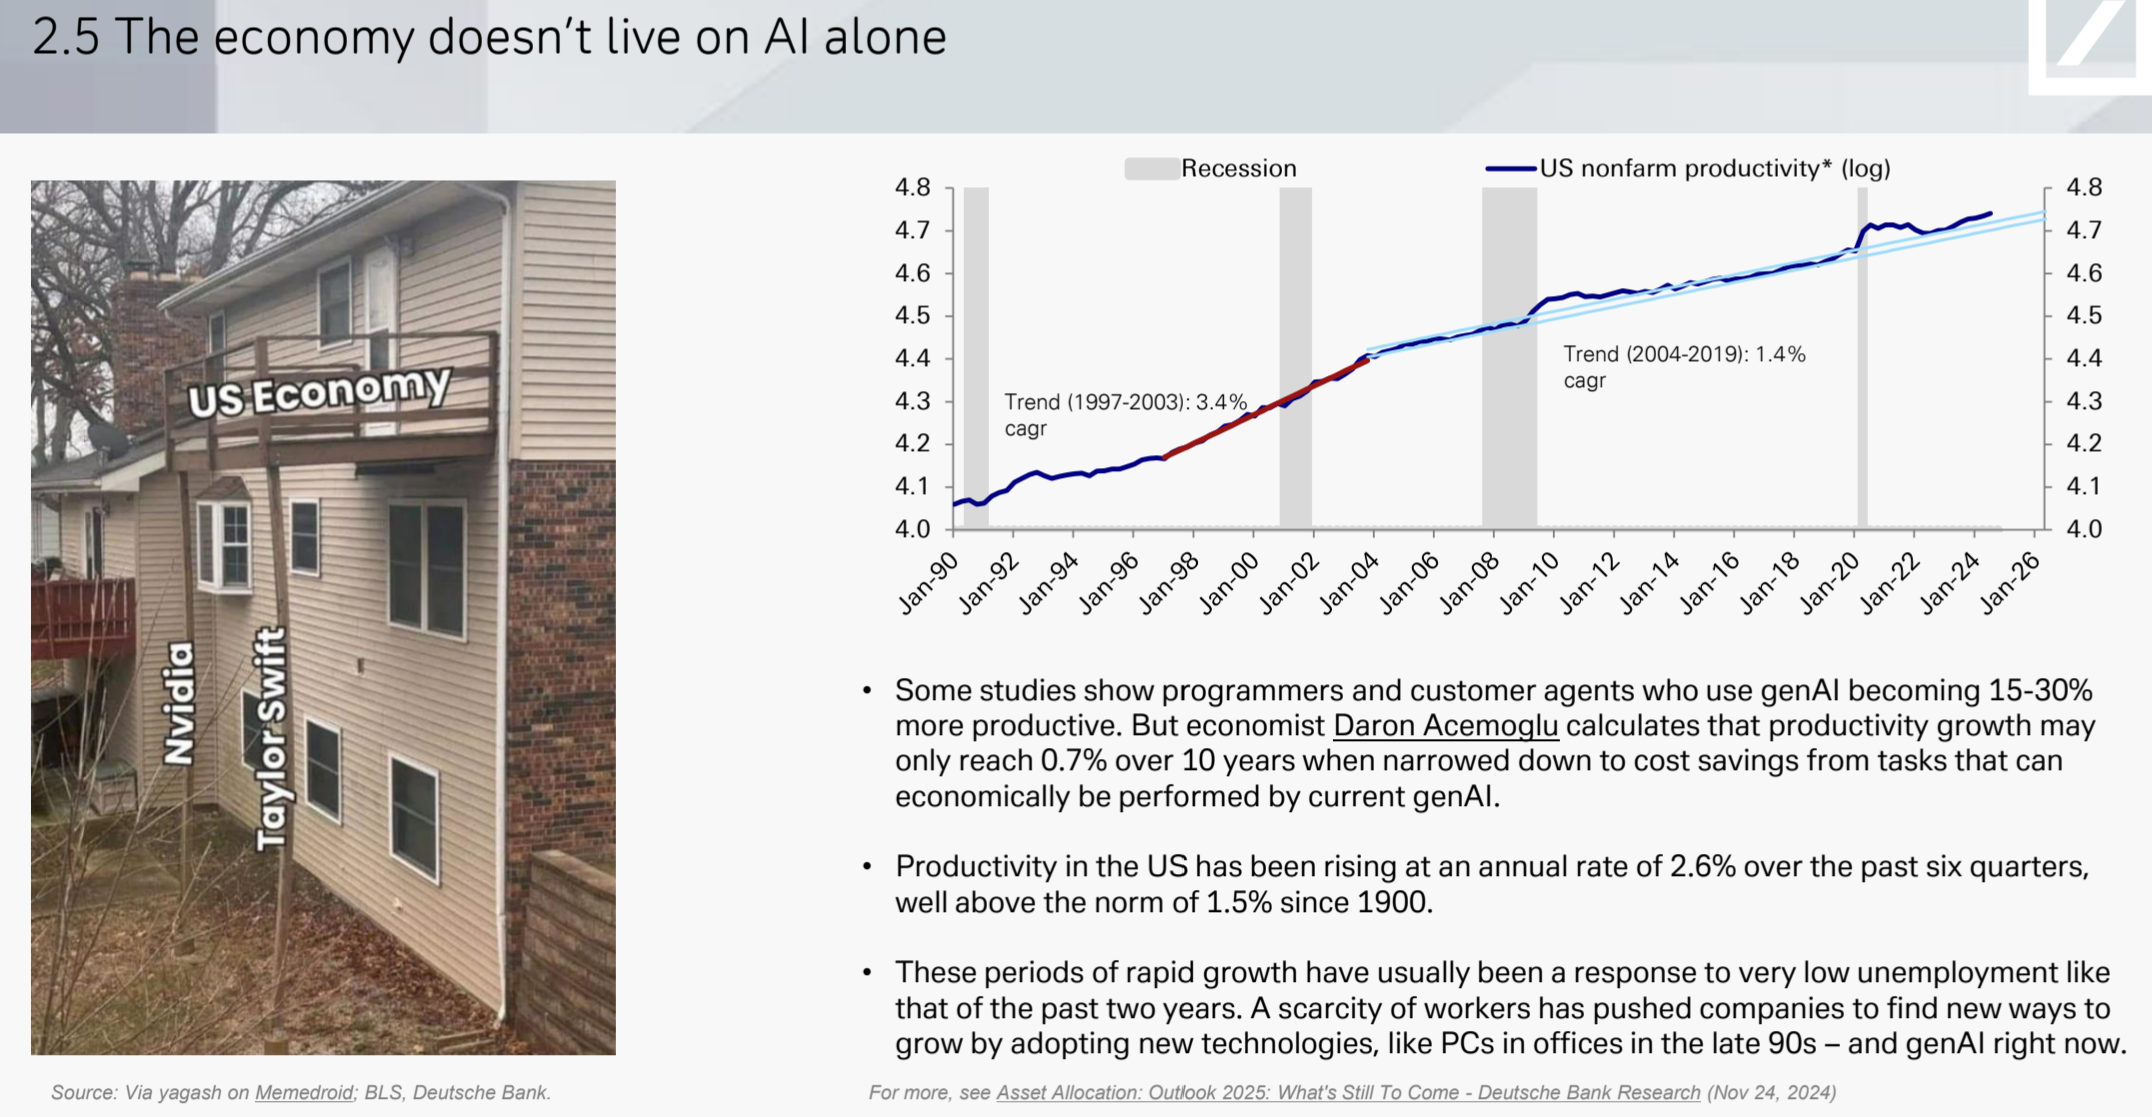 2.5 The economy doesn’t live on AI alone
US Economy
Nvidia
Taylor Swift
Recession
US nonfarm productivity* (log)
4.8
4.7
4.6
4.5
4.4
4.3
4.2
4.1
4.0
4.8
4.7
4.6
4.5
4.4
4.3
4.2
4.1
4.0
Trend (1997-2003): 3.4%
cagr
Trend (2004-2019): 1.4%
cagr
Jan-90
Jan-92
Jan-94
Jan-96
Jan-98
Jan-00
Jan-02
Jan-04
Jan-06
Jan-08
Jan-10
Jan-12
Jan-14
Jan-16
Jan-18
Jan-20
Jan-22
Jan-24
Jan-26
• Some studies show programmers and customer agents who use genAI becoming 15-30%
more productive. But economist Daron Acemoglu calculates that productivity growth may
only reach 0.7% over 10 years when narrowed down to cost savings from tasks that can
economically be performed by current genAI.
• Productivity in the US has been rising at an annual rate of 2.6% over the past six quarters,
well above the norm of 1.5% since 1900.
• These periods of rapid growth have usually been a response to very low unemployment like
that of the past two years. A scarcity of workers has pushed companies to find new ways to
grow by adopting new technologies, like PCs in offices in the late 90s – and genAI right now.
Source: Via yagash on Memedroid; BLS, Deutsche Bank.
For more, see Asset Allocation: Outlook 2025: What's Still To Come - Deutsche Bank Research (Nov 24, 2024)